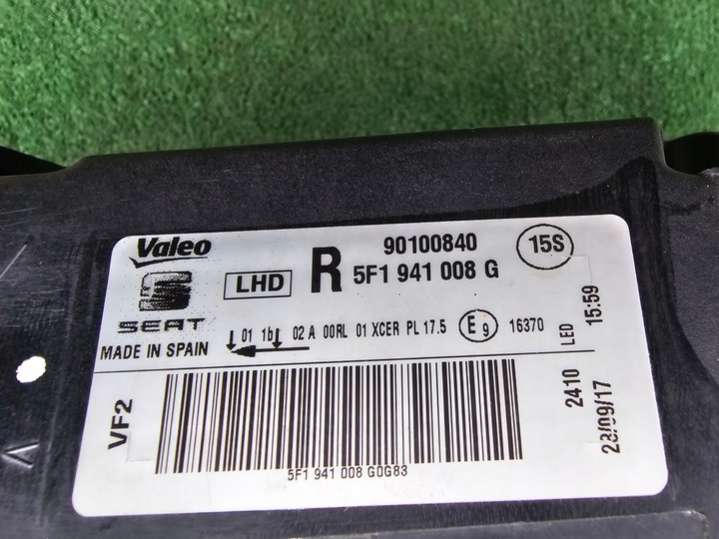 Valeo
SEAT
MADE IN SPAIN
LHD
R
90100840
5F1 941 008 G
15S
01 1b 02 A 00RL 01 XCER PL 17.5 E9 16370
LED 15:59
VF2
2410
28/09/17
5F1 941 008 G0G83